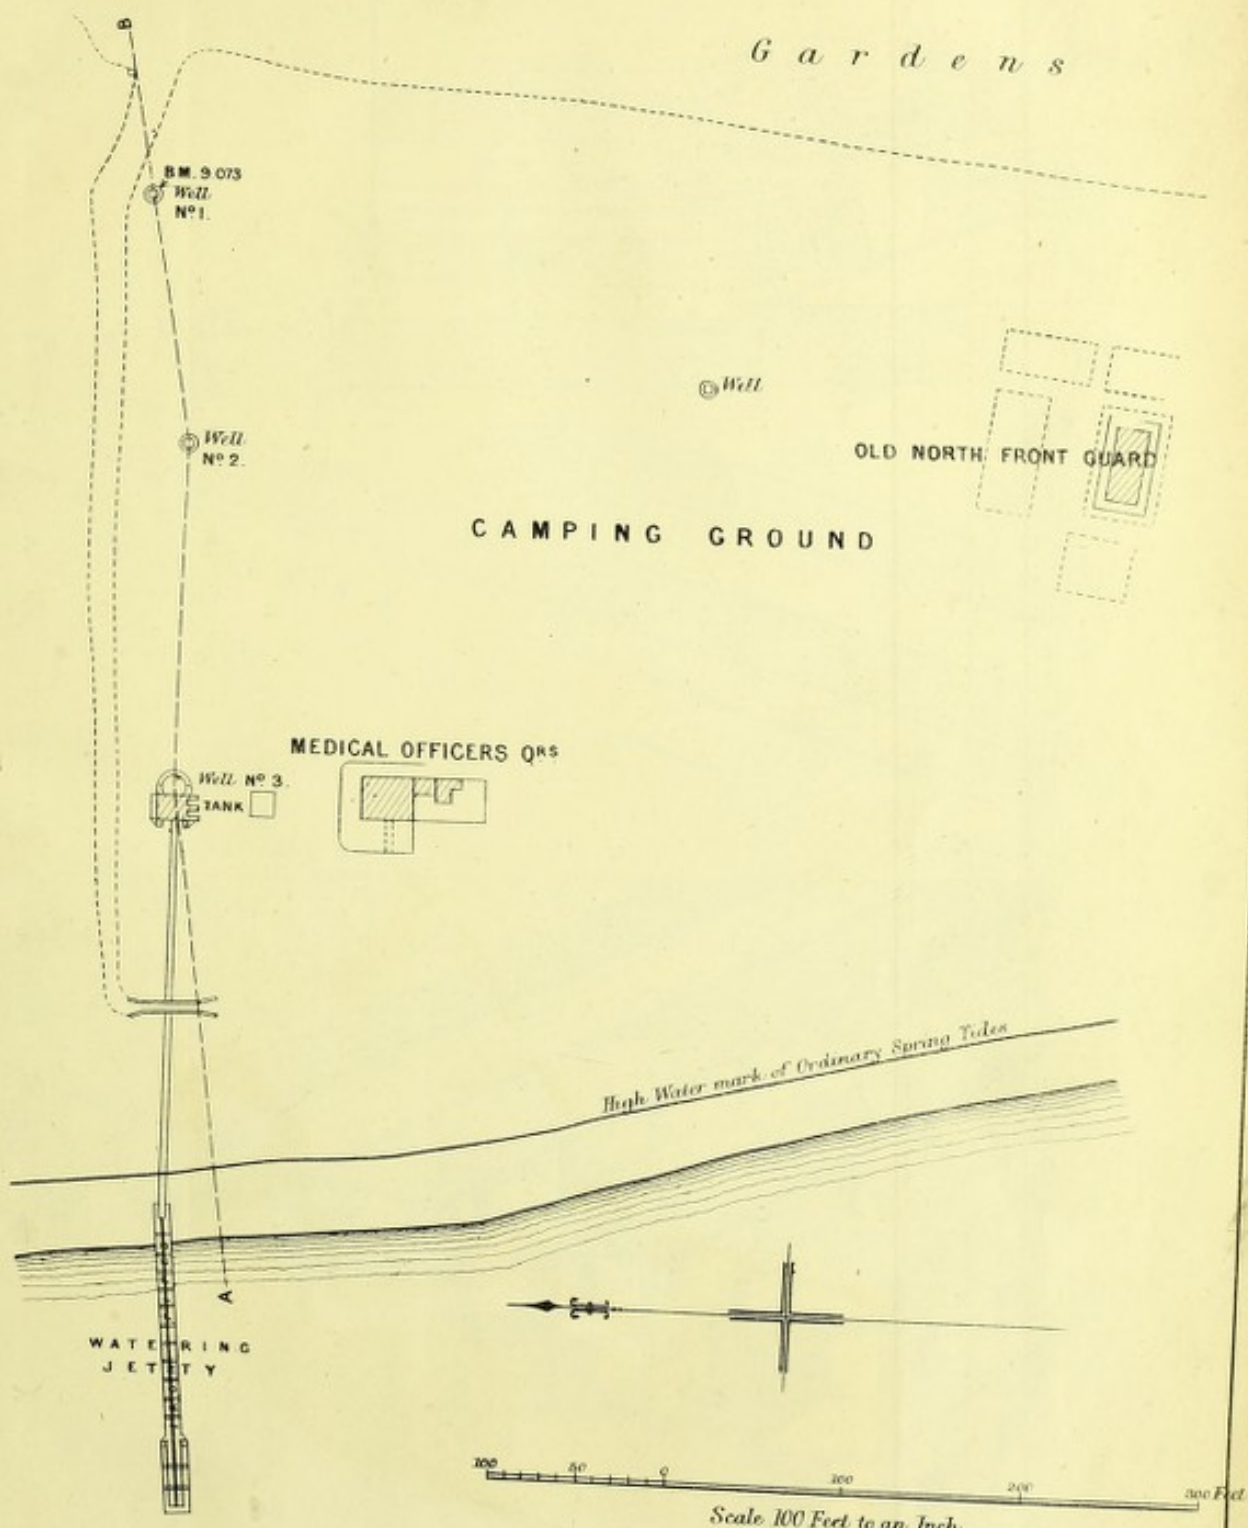 B
Gardens
BM. 9.073
Well
Nº 1.
Well
Well
Nº 2.
OLD NORTH FRONT GUARD
CAMPING GROUND
MEDICAL OFFICERS QRS
Well Nº 3.
TANK
High Water mark of Ordinary Spring Tides
A
WATERING
JETTY
100 50 0 100 200 300 Feet
Scale 100 Feet to an Inch